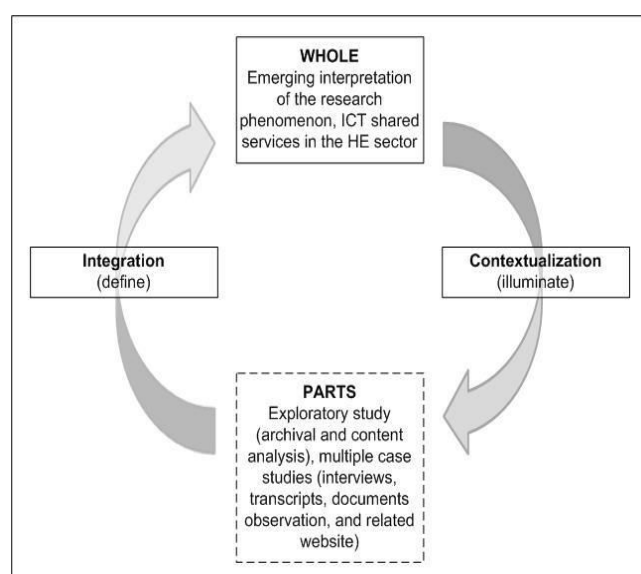 WHOLE
Emerging interpretation
of the research
phenomenon, ICT shared
services in the HE sector
Integration
(define)
Contextualization
(illuminate)
PARTS
Exploratory study
(archival and content
analysis), multiple case
studies (interviews,
transcripts, documents
observation, and related
website)